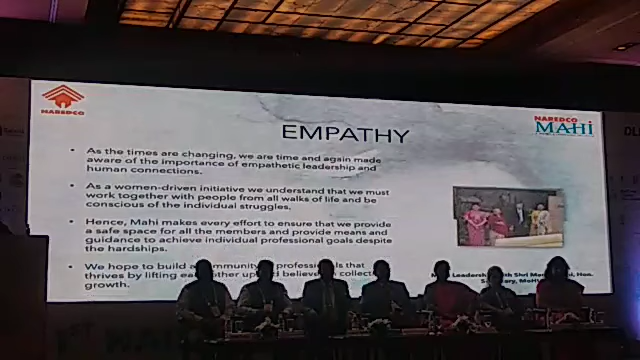 NAREDCO
NAREDCO
MAHI
EMPATHY
• As the times are changing, we are time and again made
aware of the importance of empathetic leadership and
human connections.
• As a women-driven initiative we understand that we must
work together with people from all walks of life and be
conscious of the individual struggles.
• Hence, Mahi makes every effort to ensure that we provide
a safe space for all the members and provide means and
guidance to achieve individual professional goals despite
the hardships.
• We hope to build a that
thrives by lifting
growth.
Leadership Shri Hon.